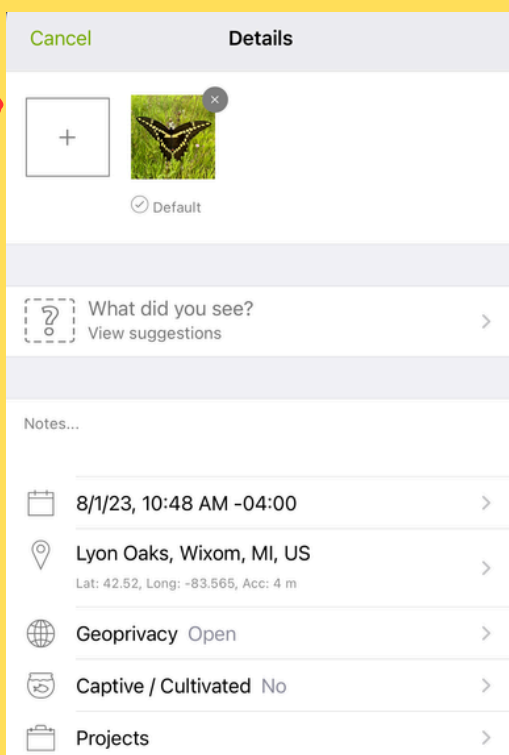 Cancel Details
+
Default
What did you see?
View suggestions
Notes...
8/1/23, 10:48 AM -04:00
Lyon Oaks, Wixom, MI, US
Lat: 42.52, Long: -83.565, Acc: 4 m
Geoprivacy Open
Captive / Cultivated No
Projects